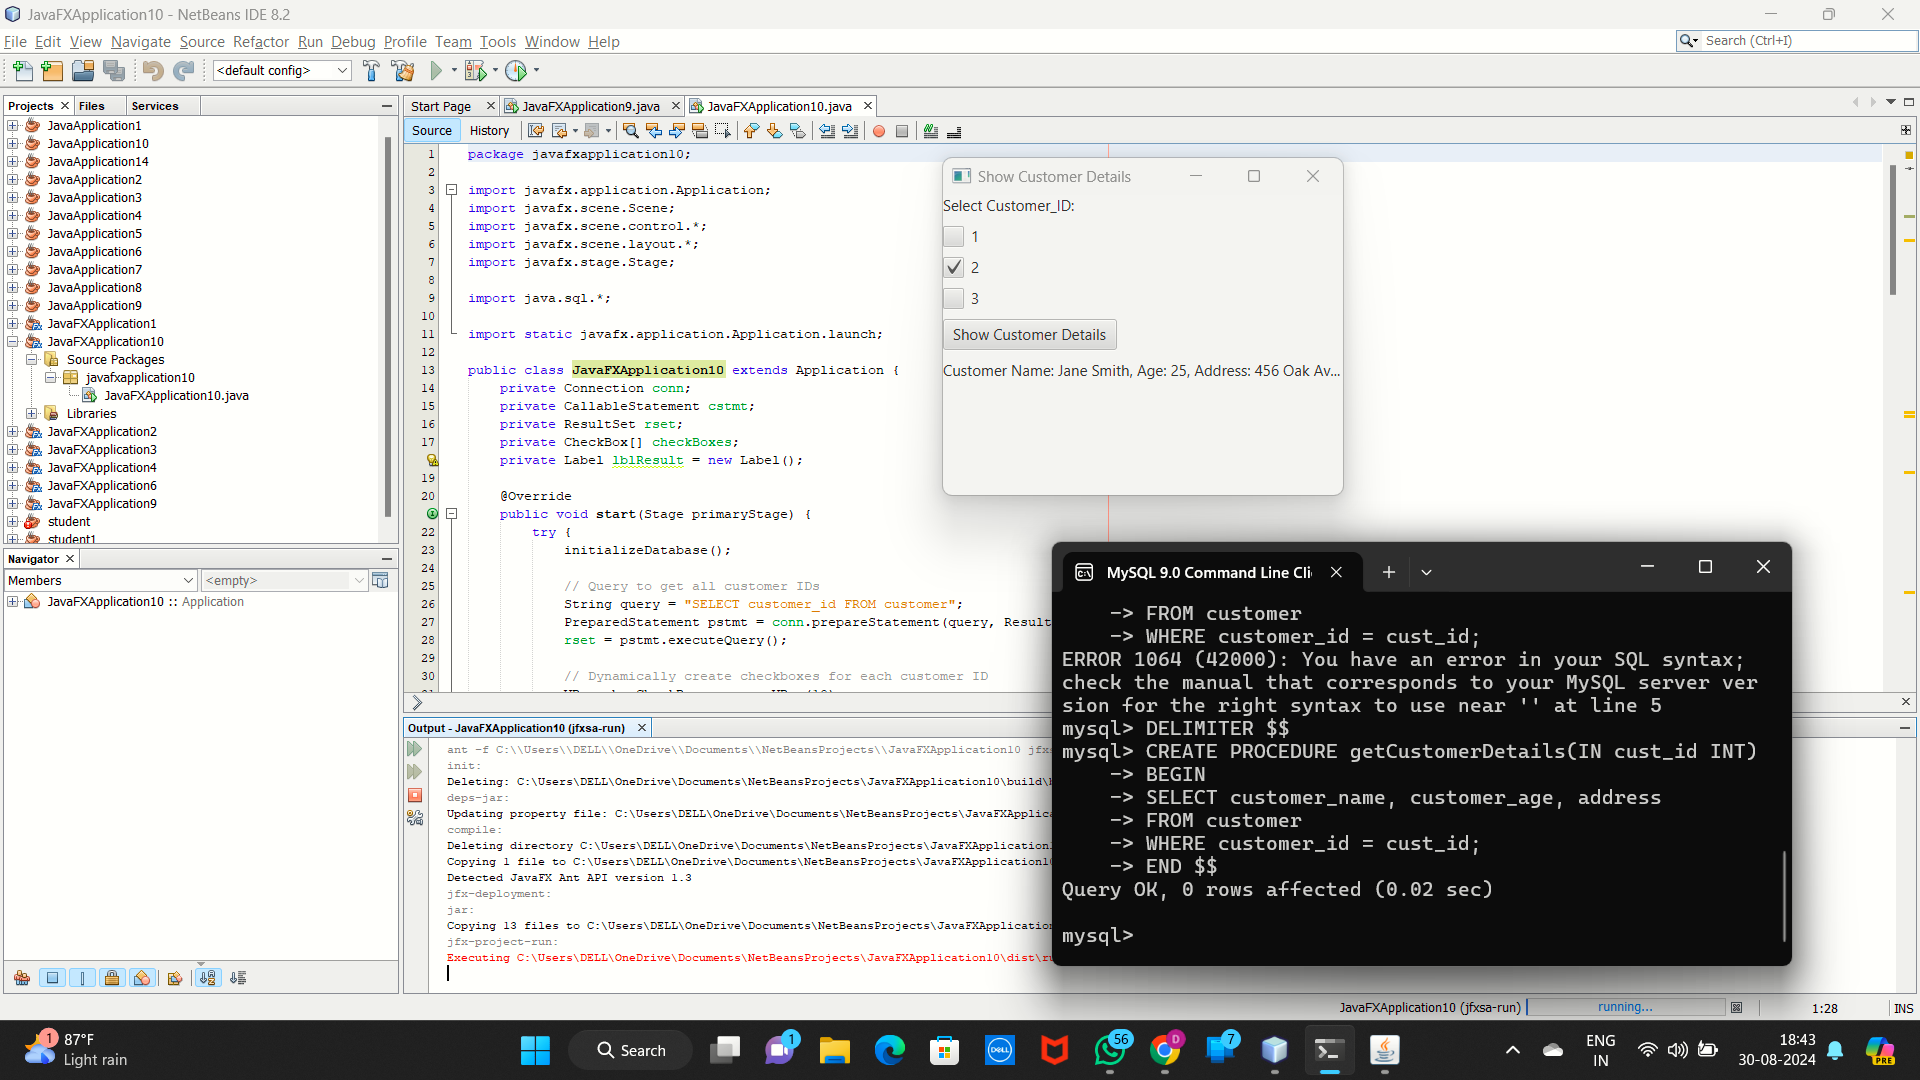 JavaFXApplication10 - NetBeans IDE 8.2
File Edit View Navigate Source Refactor Run Debug Profile Team Tools Window Help
Search (Ctrl+I)
<default config>
Projects Files Services
JavaApplication1
JavaApplication10
JavaApplication14
JavaApplication2
JavaApplication3
JavaApplication4
JavaApplication5
JavaApplication6
JavaApplication7
JavaApplication8
JavaApplication9
JavaFXApplication1
JavaFXApplication10
Source Packages
javafxapplication10
JavaFXApplication10.java
Libraries
JavaFXApplication2
JavaFXApplication3
JavaFXApplication4
JavaFXApplication6
JavaFXApplication9
student
student1
Navigator
Members <empty>
JavaFXApplication10 :: Application
Start Page JavaFXApplication9.java JavaFXApplication10.java
Source History
1 package javafxapplication10;
2
3 import javafx.application.Application;
4 import javafx.scene.Scene;
5 import javafx.scene.control.*;
6 import javafx.scene.layout.*;
7 import javafx.stage.Stage;
8
9 import java.sql.*;
10
11 import static javafx.application.Application.launch;
12
13 public class JavaFXApplication10 extends Application {
14 private Connection conn;
15 private CallableStatement cstmt;
16 private ResultSet rset;
17 private CheckBox[] checkBoxes;
private Label lblResult = new Label();
19
20 @Override
public void start(Stage primaryStage) {
22 try {
23 initializeDatabase();
24
25 // Query to get all customer IDs
26 String query = "SELECT customer_id FROM customer";
27 PreparedStatement pstmt = conn.prepareStatement(query, Result
28 rset = pstmt.executeQuery();
29
30 // Dynamically create checkboxes for each customer ID
Show Customer Details
Select Customer_ID:
1
2
3
Show Customer Details
Customer Name: Jane Smith, Age: 25, Address: 456 Oak Av...
Output - JavaFXApplication10 (jfxsa-run)
ant -f C:\\Users\\DELL\\OneDrive\\Documents\\NetBeansProjects\\JavaFXApplication10 jfxs
init:
Deleting: C:\Users\DELL\OneDrive\Documents\NetBeansProjects\JavaFXApplication10\build\b
deps-jar:
Updating property file: C:\Users\DELL\OneDrive\Documents\NetBeansProjects\JavaFXApplica
compile:
Deleting directory C:\Users\DELL\OneDrive\Documents\NetBeansProjects\JavaFXApplication1
Copying 1 file to C:\Users\DELL\OneDrive\Documents\NetBeansProjects\JavaFXApplication10
Detected JavaFX Ant API version 1.3
jfx-deployment:
jar:
Copying 13 files to C:\Users\DELL\OneDrive\Documents\NetBeansProjects\JavaFXApplication
jfx-project-run:
Executing C:\Users\DELL\OneDrive\Documents\NetBeansProjects\JavaFXApplication10\dist\ru
MySQL 9.0 Command Line Cli
-> FROM customer
-> WHERE customer_id = cust_id;
ERROR 1064 (42000): You have an error in your SQL syntax;
check the manual that corresponds to your MySQL server ver
sion for the right syntax to use near '' at line 5
mysql> DELIMITER $$
mysql> CREATE PROCEDURE getCustomerDetails(IN cust_id INT)
-> BEGIN
-> SELECT customer_name, customer_age, address
-> FROM customer
-> WHERE customer_id = cust_id;
-> END $$
Query OK, 0 rows affected (0.02 sec)
mysql>
JavaFXApplication10 (jfxsa-run) running... 1:28 INS
1 87°F
Light rain
Search
1
DELL
56
D
7
ENG
IN
18:43
30-08-2024
PRE